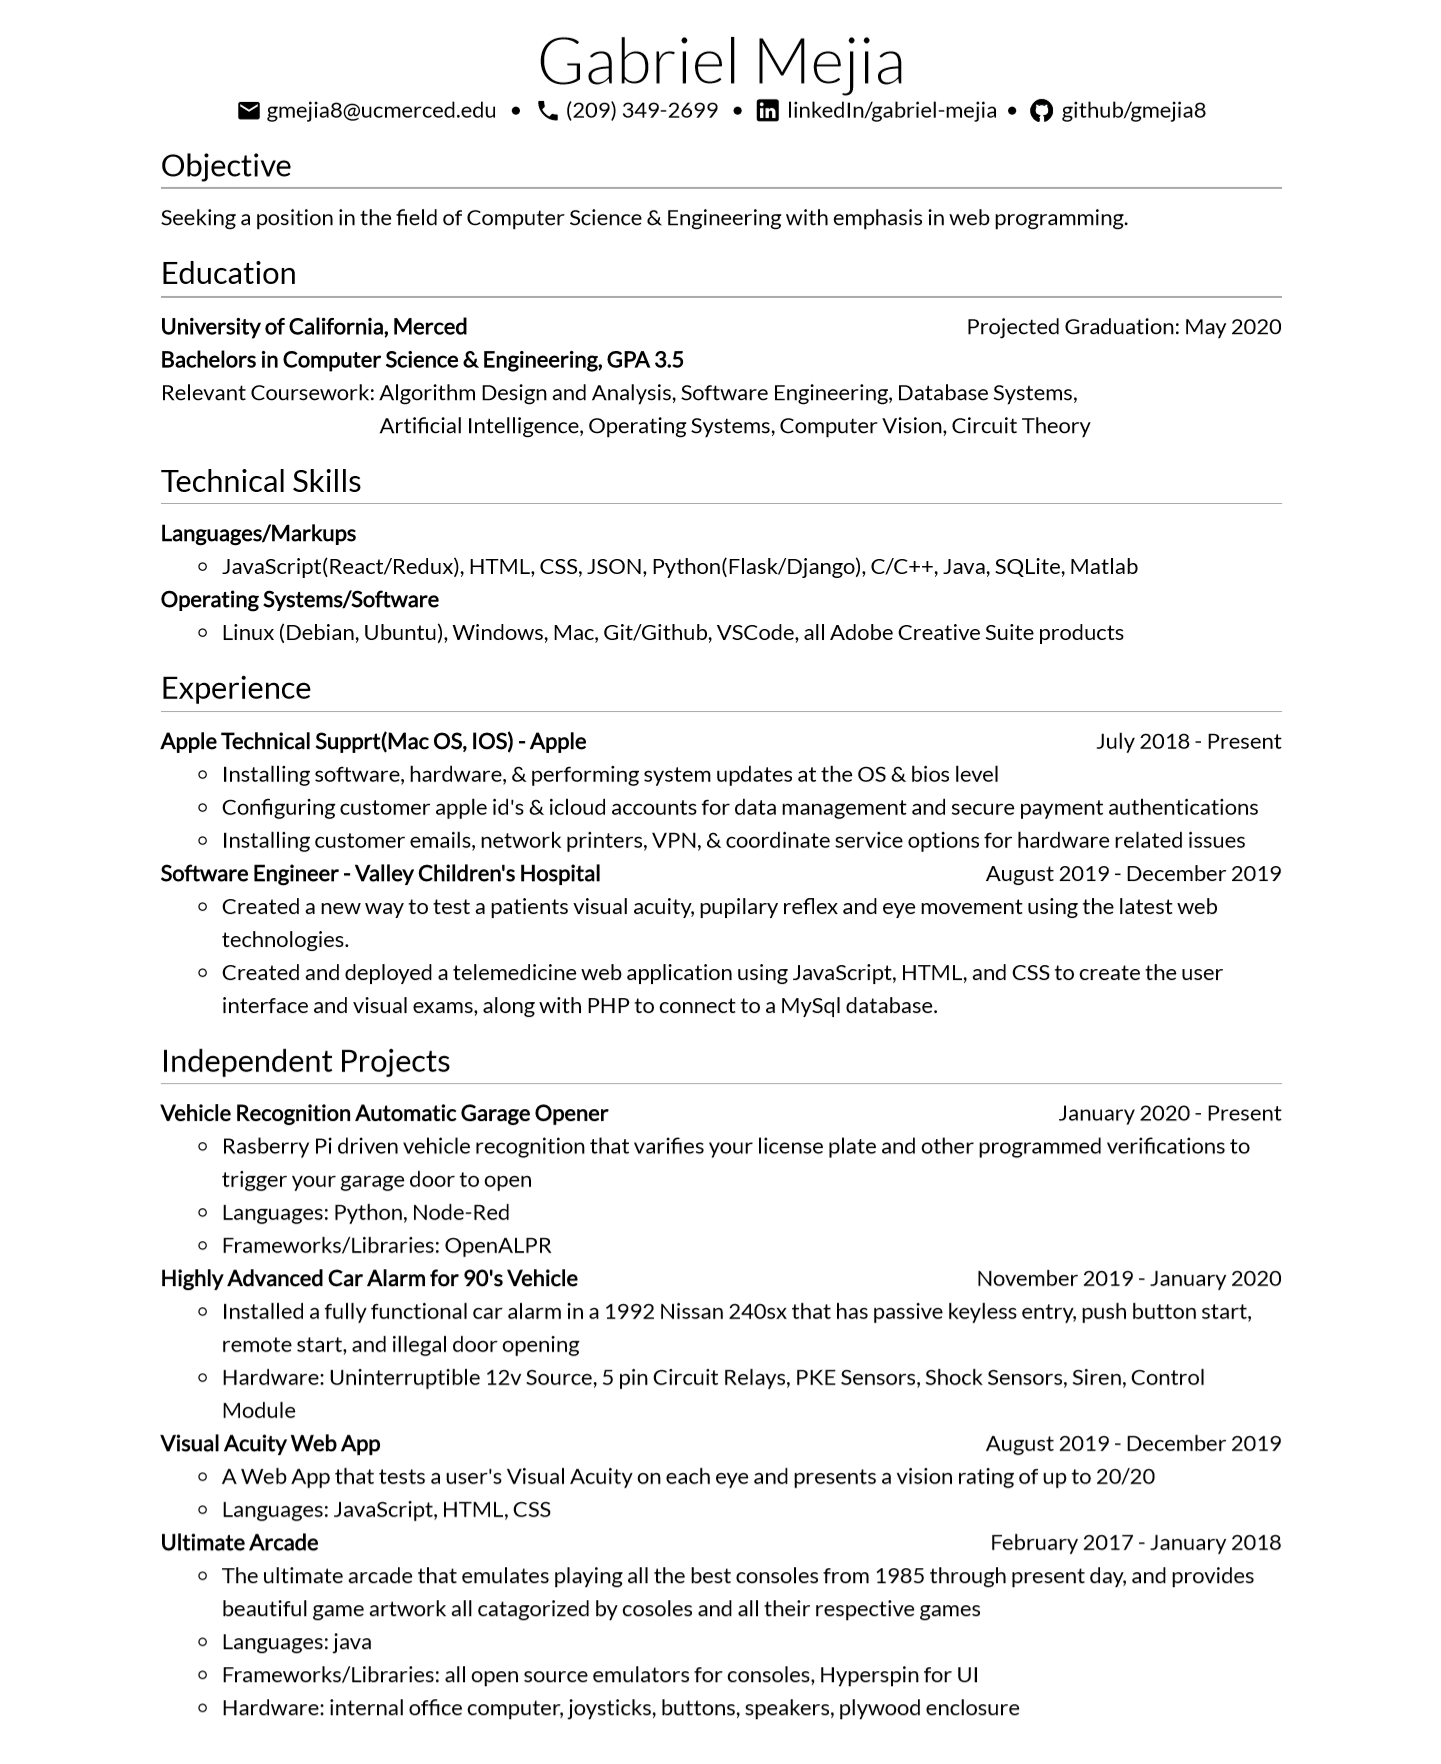 Gabriel Mejia
gmejia8@ucmerced.edu • (209) 349-2699 • linkedIn/gabriel-mejia • github/gmejia8
Objective
Seeking a position in the field of Computer Science & Engineering with emphasis in web programming.
Education
University of California, Merced Projected Graduation: May 2020
Bachelors in Computer Science & Engineering, GPA 3.5
Relevant Coursework: Algorithm Design and Analysis, Software Engineering, Database Systems,
Artificial Intelligence, Operating Systems, Computer Vision, Circuit Theory
Technical Skills
Languages/Markups
◦ JavaScript(React/Redux), HTML, CSS, JSON, Python(Flask/Django), C/C++, Java, SQLite, Matlab
Operating Systems/Software
◦ Linux (Debian, Ubuntu), Windows, Mac, Git/Github, VSCode, all Adobe Creative Suite products
Experience
Apple Technical Supprt(Mac OS, IOS) - Apple July 2018 - Present
◦ Installing software, hardware, & performing system updates at the OS & bios level
◦ Configuring customer apple id's & icloud accounts for data management and secure payment authentications
◦ Installing customer emails, network printers, VPN, & coordinate service options for hardware related issues
Software Engineer - Valley Children's Hospital August 2019 - December 2019
◦ Created a new way to test a patients visual acuity, pupilary reflex and eye movement using the latest web
technologies.
◦ Created and deployed a telemedicine web application using JavaScript, HTML, and CSS to create the user
interface and visual exams, along with PHP to connect to a MySql database.
Independent Projects
Vehicle Recognition Automatic Garage Opener January 2020 - Present
◦ Rasberry Pi driven vehicle recognition that varifies your license plate and other programmed verifications to
trigger your garage door to open
◦ Languages: Python, Node-Red
◦ Frameworks/Libraries: OpenALPR
Highly Advanced Car Alarm for 90's Vehicle November 2019 - January 2020
◦ Installed a fully functional car alarm in a 1992 Nissan 240sx that has passive keyless entry, push button start,
remote start, and illegal door opening
◦ Hardware: Uninterruptible 12v Source, 5 pin Circuit Relays, PKE Sensors, Shock Sensors, Siren, Control
Module
Visual Acuity Web App August 2019 - December 2019
◦ A Web App that tests a user's Visual Acuity on each eye and presents a vision rating of up to 20/20
◦ Languages: JavaScript, HTML, CSS
Ultimate Arcade February 2017 - January 2018
◦ The ultimate arcade that emulates playing all the best consoles from 1985 through present day, and provides
beautiful game artwork all catagorized by cosoles and all their respective games
◦ Languages: java
◦ Frameworks/Libraries: all open source emulators for consoles, Hyperspin for UI
◦ Hardware: internal office computer, joysticks, buttons, speakers, plywood enclosure